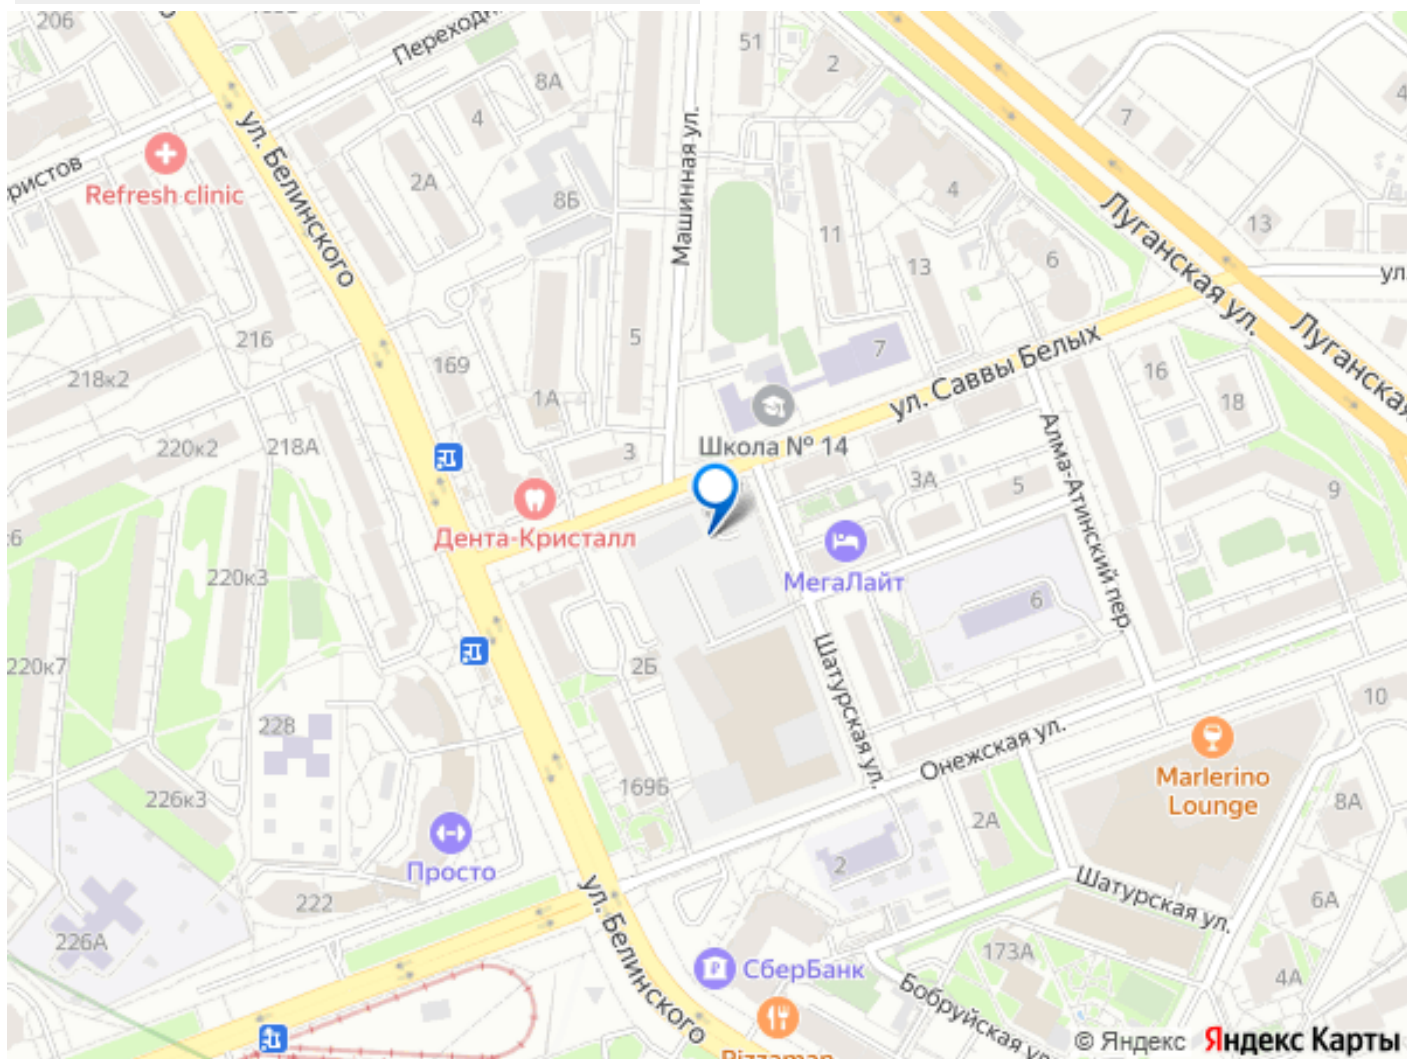 206
Переходн
51
2
8А
4
7
4
ул. Белинского
Машинная ул.
ристов
Refresh clinic
2А
8Б
4
11
13
6
13
Луганская ул.
ул.
Луганская
216
5
7
ул. Саввы Белых
218к2
169
1А
16
18
Школа № 14
220к2
218А
3
3А
5
9
Алма-Атинский пер.
Дента-Кристалл
МегаЛайт
220к3
6
220к7
2Б
Шатурская ул.
228
Онежская ул.
10
Marlerino
Lounge
226к3
169Б
8А
2А
Просто
2
222
Шатурская ул.
6А
226А
ул. Белинского
СберБанк
173А
4А
Бобруйская ул.
Pizzaman
© Яндекс Яндекс Карты